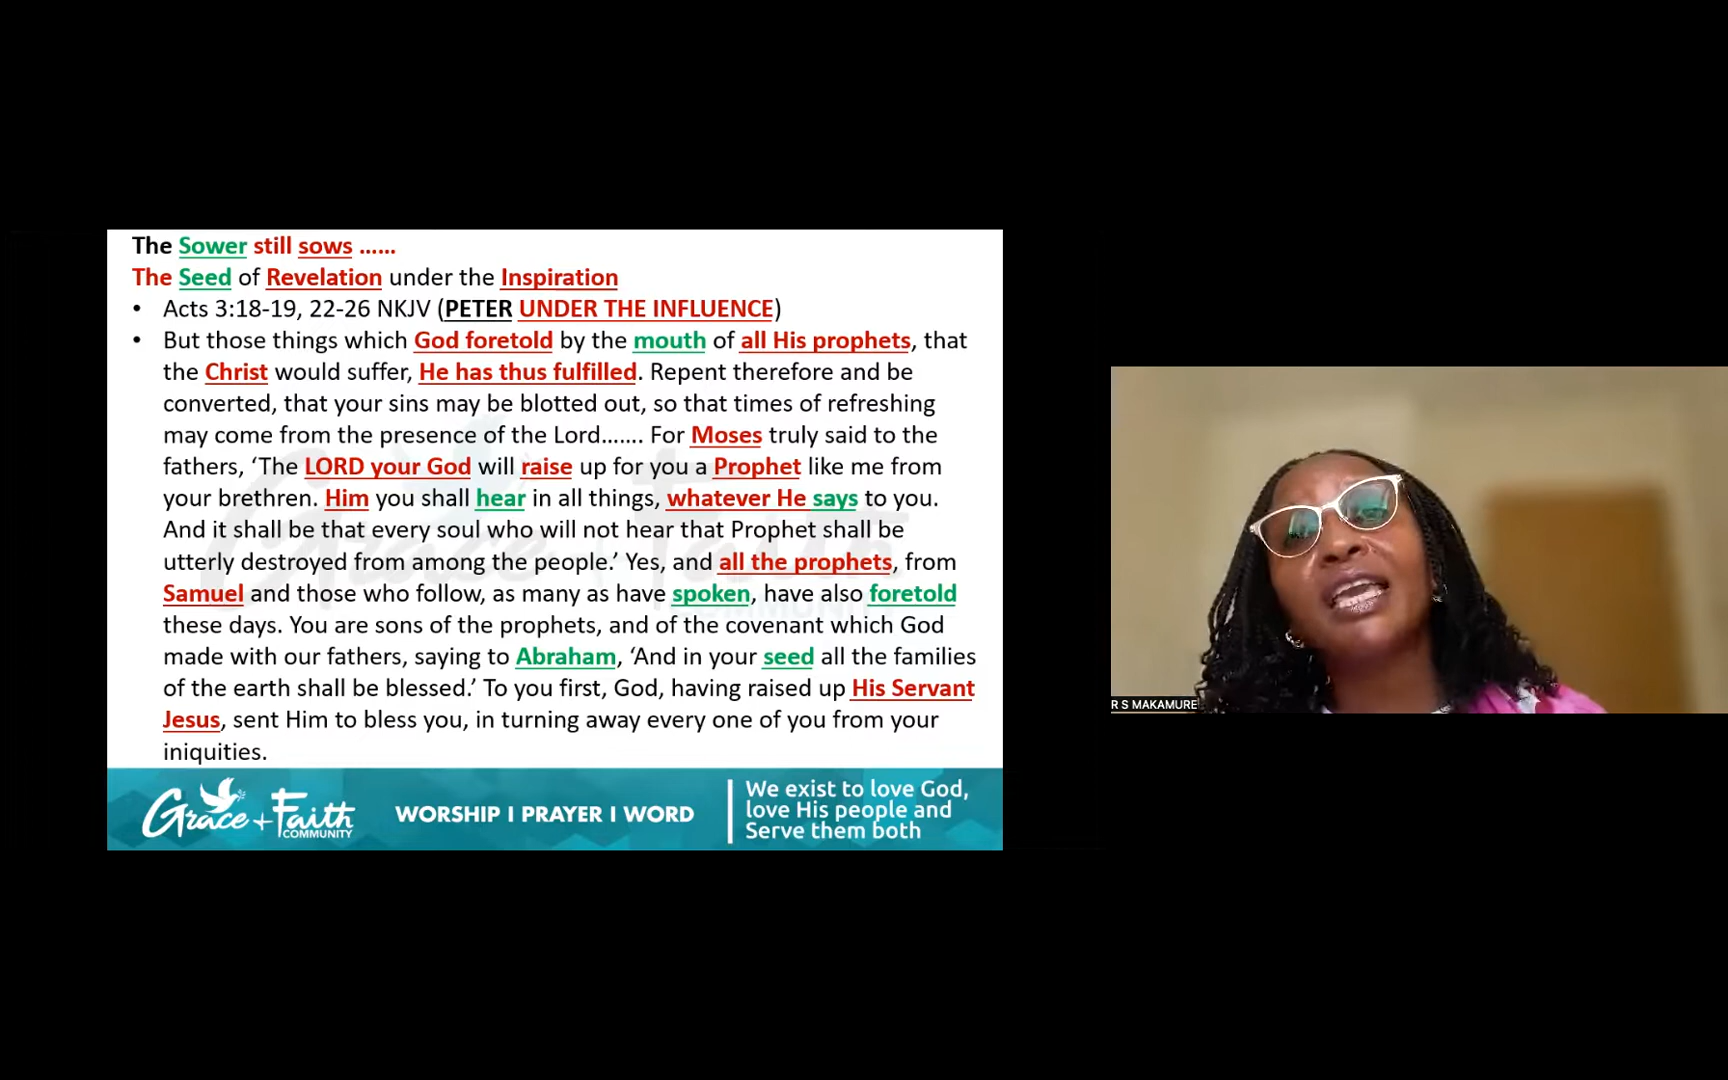 The Sower still sows ......
The Seed of Revelation under the Inspiration
• Acts 3:18-19, 22-26 NKJV (PETER UNDER THE INFLUENCE)
• But those things which God foretold by the mouth of all His prophets, that
the Christ would suffer, He has thus fulfilled. Repent therefore and be
converted, that your sins may be blotted out, so that times of refreshing
may come from the presence of the Lord....... For Moses truly said to the
fathers, ‘The LORD your God will raise up for you a Prophet like me from
your brethren. Him you shall hear in all things, whatever He says to you.
And it shall be that every soul who will not hear that Prophet shall be
utterly destroyed from among the people.’ Yes, and all the prophets, from
Samuel and those who follow, as many as have spoken, have also foretold
these days. You are sons of the prophets, and of the covenant which God
made with our fathers, saying to Abraham, ‘And in your seed all the families
of the earth shall be blessed.’ To you first, God, having raised up His Servant
Jesus, sent Him to bless you, in turning away every one of you from your
iniquities.
Grace + Faith
COMMUNITY
WORSHIP I PRAYER I WORD
We exist to love God,
love His people and
Serve them both
R S MAKAMURE